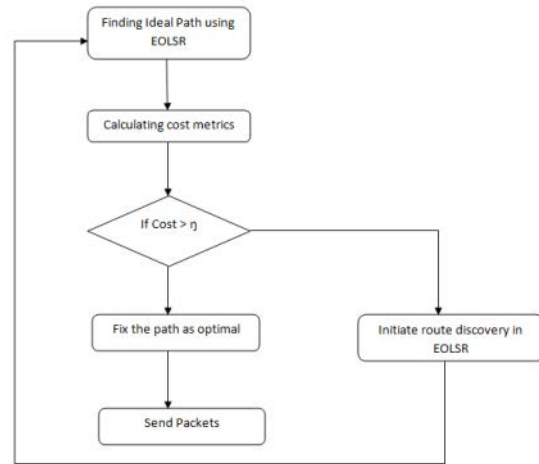 Finding Ideal Path using
EOLSR
Calculating cost metrics
If Cost > η
Fix the path as optimal
Initiate route discovery in
EOLSR
Send Packets